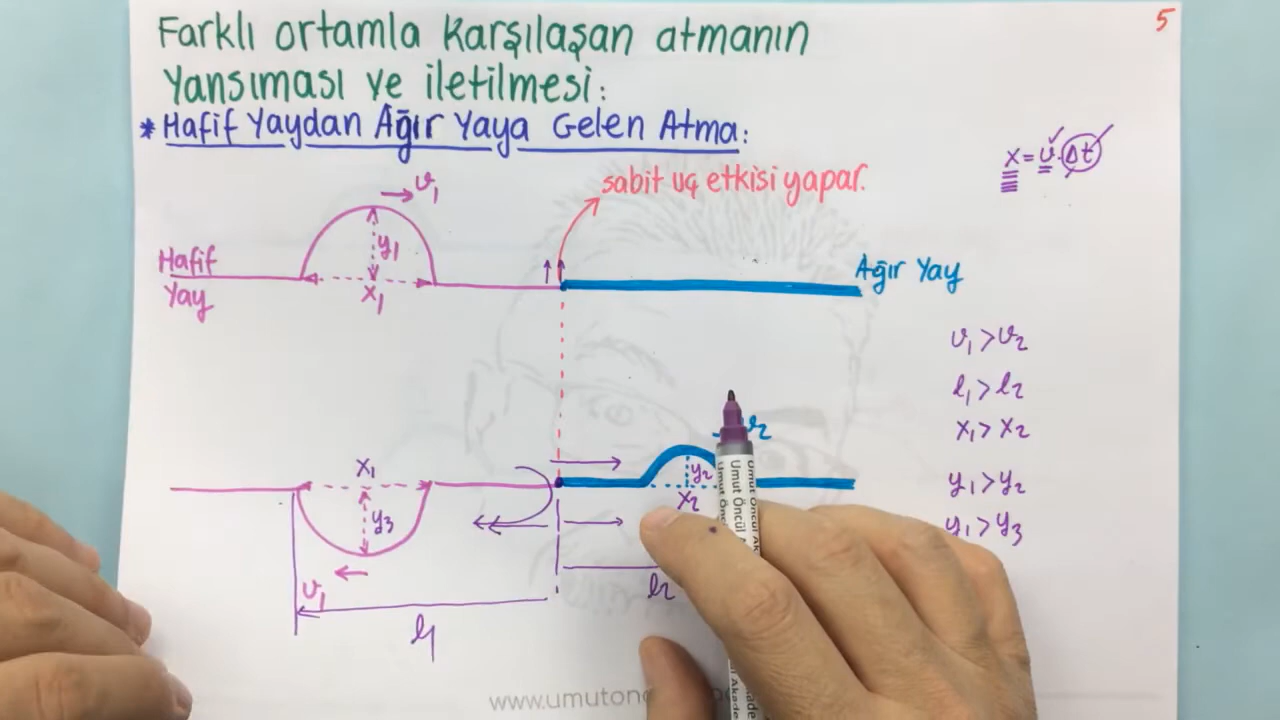 5
Farklı ortamla Karşılaşan atmanın
Yansıması ve iletilmesi:
* Hafif Yaydan Ağır Yaya Gelen Atma:
x = v.Δt
v₁
sabit uç etkisi yapar.
y₁
Hafif
Yay
x₁
Ağır Yay
v₁ > v₂
l₁ > l₂
x₁ > x₂
y₁ > y₂
y₁ > y₃
x₁
y₃
y₂
x₂
v₁
l₁
l₂
Umut Öncül
www.umuton